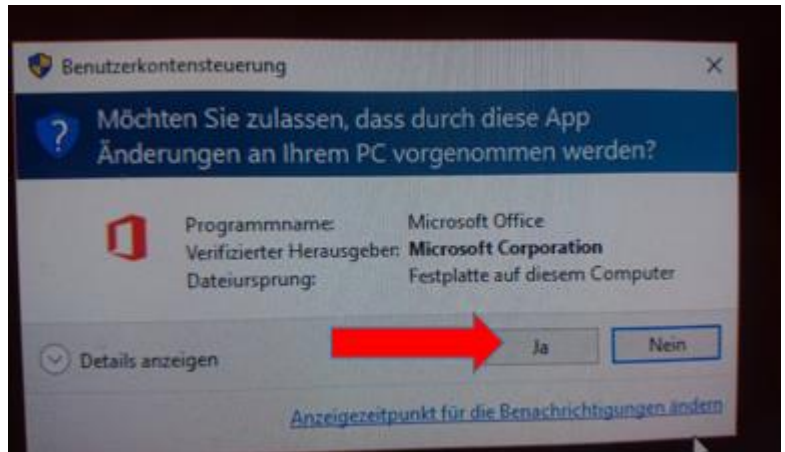 Benutzerkontensteuerung
Möchten Sie zulassen, dass durch diese App
Änderungen an Ihrem PC vorgenommen werden?
Programmname: Microsoft Office
Verifizierter Herausgeber: Microsoft Corporation
Dateiursprung: Festplatte auf diesem Computer
Details anzeigen Ja Nein
Anzeigezeitpunkt für die Benachrichtigungen ändern